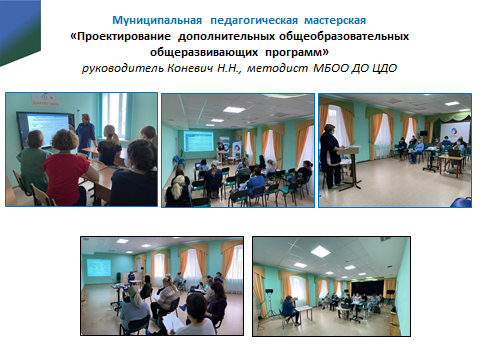 Муниципальная педагогическая мастерская
«Проектирование дополнительных общеобразовательных
общеразвивающих программ»
руководитель Коневич Н.Н., методист МБОО ДО ЦДО